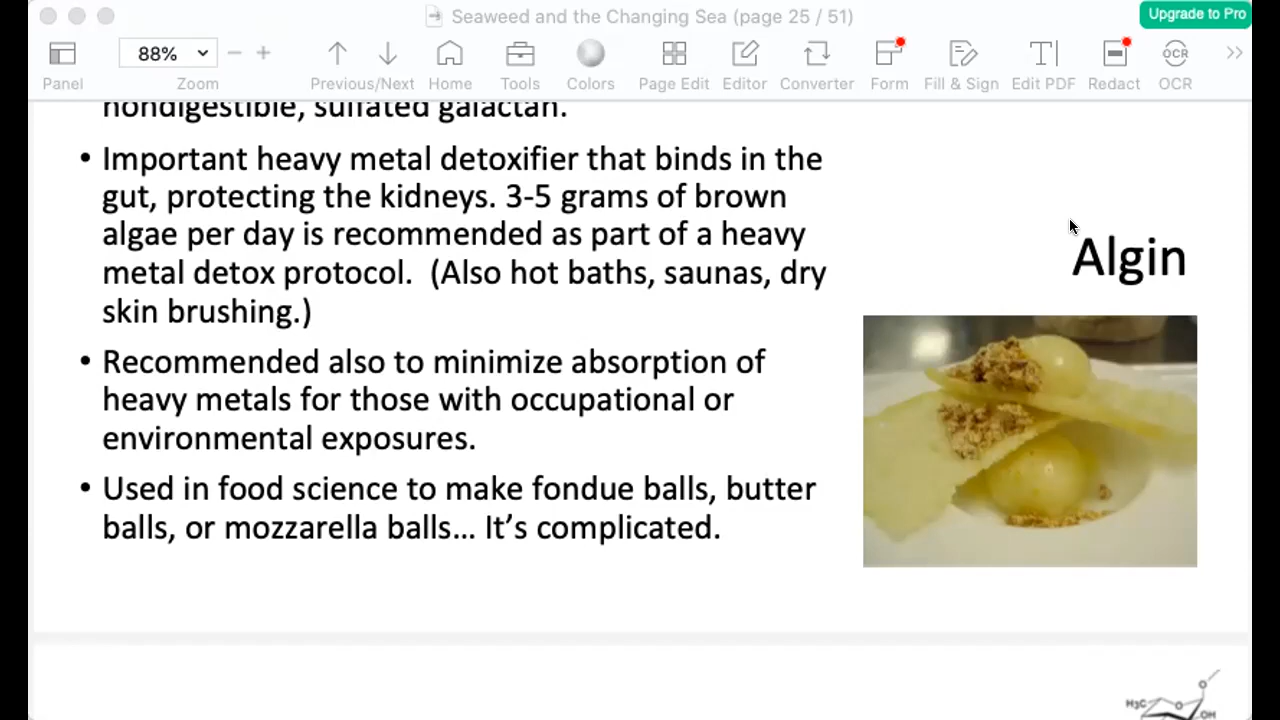 Seaweed and the Changing Sea (page 25 / 51)
Upgrade to Pro
88%
Panel
Zoom
Previous/Next
Home
Tools
Colors
Page Edit
Editor
Converter
Form
Fill & Sign
Edit PDF
Redact
OCR
OCR
nondigestible, sulfated galactan.
• Important heavy metal detoxifier that binds in the
gut, protecting the kidneys. 3-5 grams of brown
algae per day is recommended as part of a heavy
metal detox protocol. (Also hot baths, saunas, dry
skin brushing.)
• Recommended also to minimize absorption of
heavy metals for those with occupational or
environmental exposures.
• Used in food science to make fondue balls, butter
balls, or mozzarella balls... It's complicated.
Algin
O
H₃C
O
OH